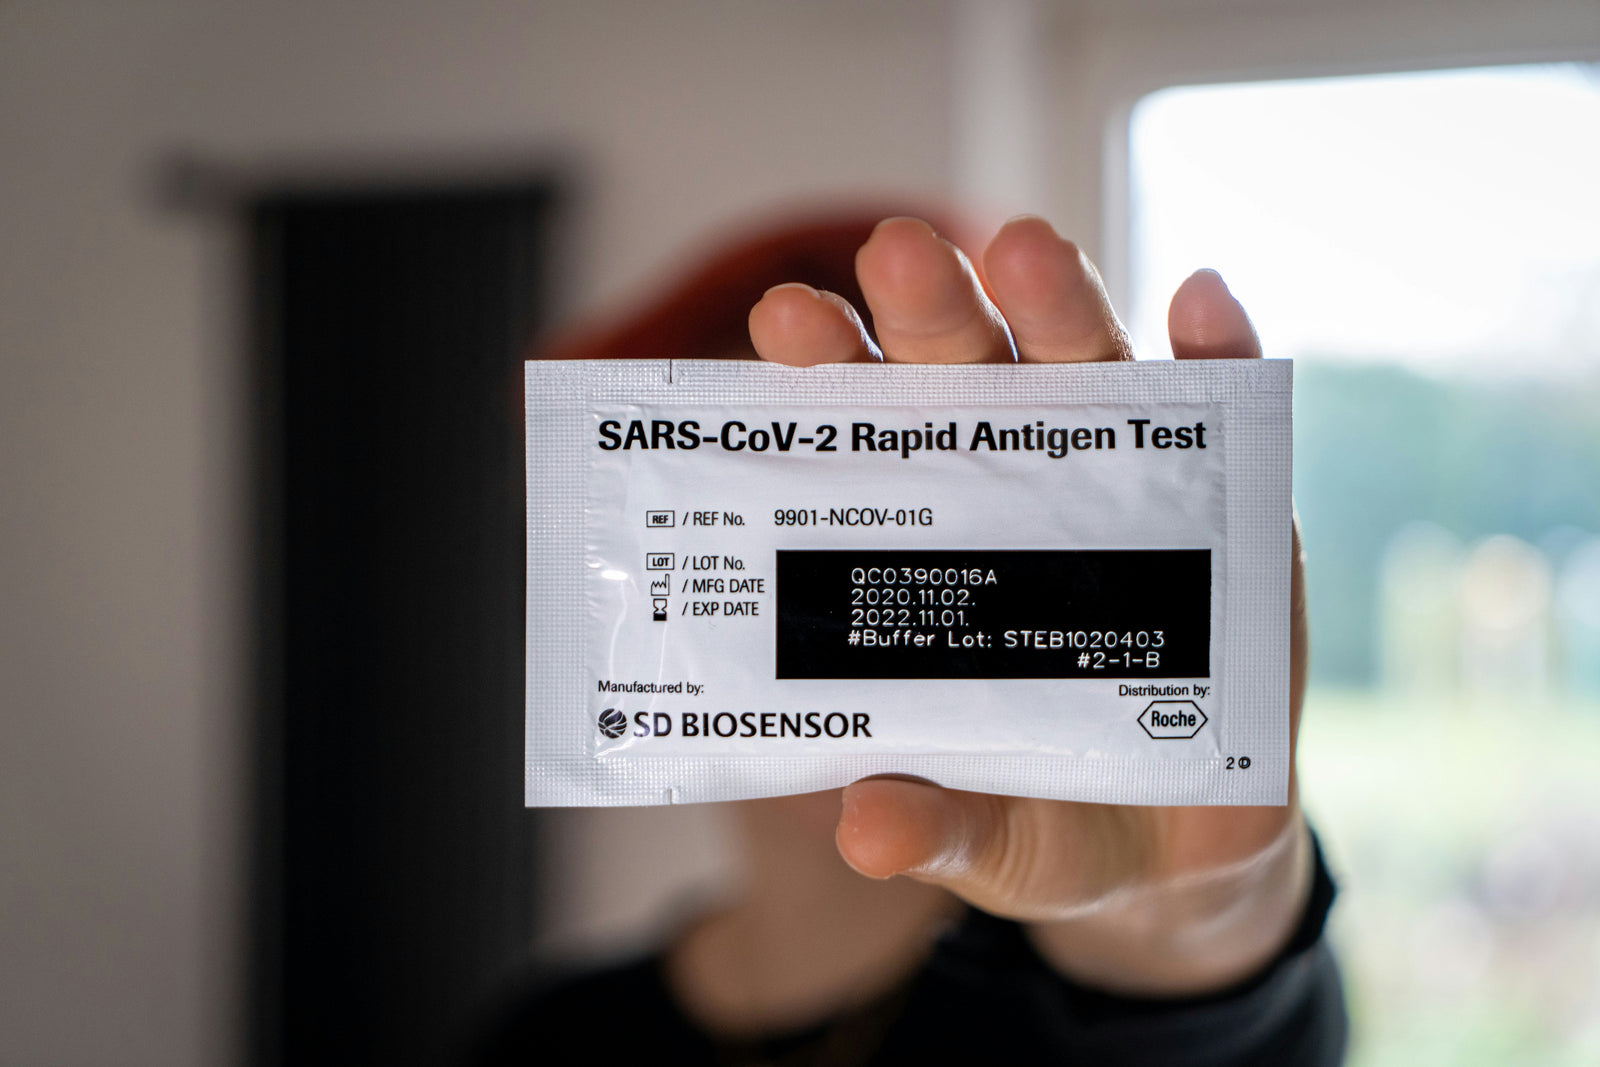 SARS-CoV-2 Rapid Antigen Test
REF / REF No. 9901-NCOV-01G
LOT / LOT No. QC0390016A
/ MFG DATE 2020.11.02.
/ EXP DATE 2022.11.01.
#Buffer Lot: STEB1020403
#2-1-B
Manufactured by: Distribution by:
SD BIOSENSOR Roche
2 D